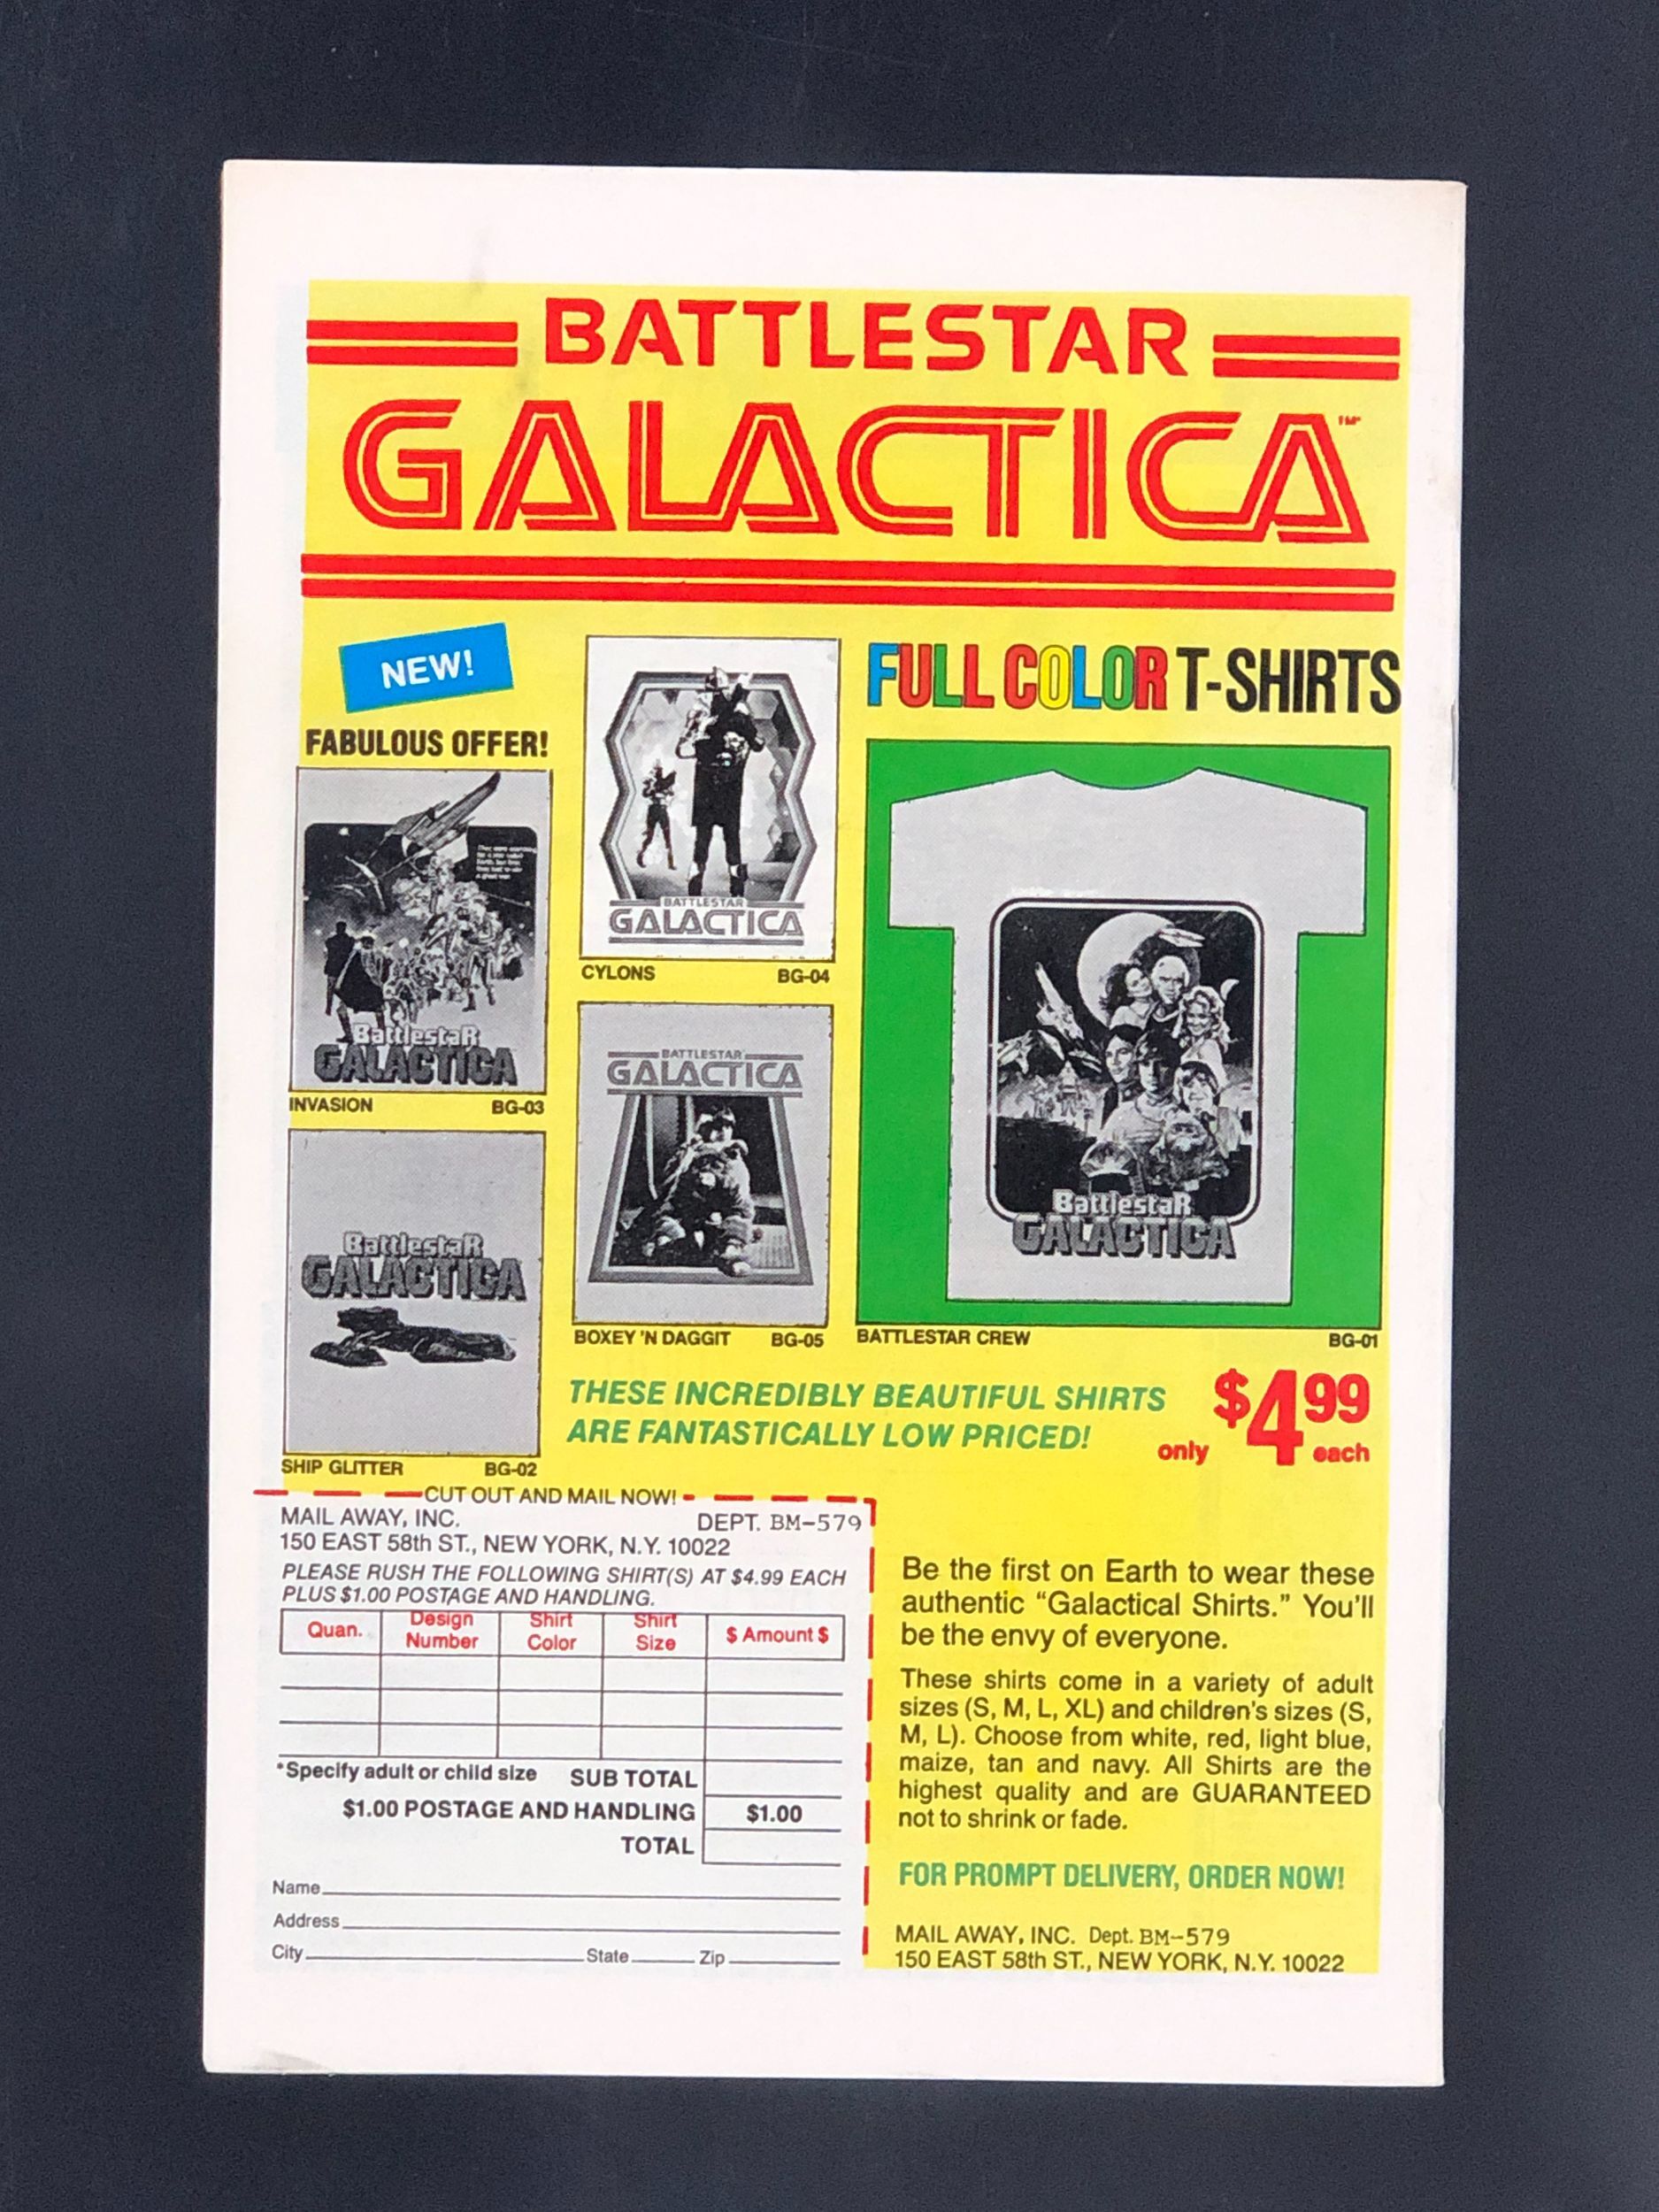 BATTLESTAR
GALACTICA™
NEW!
FABULOUS OFFER!
FULL COLOR T-SHIRTS
Battlestar
GALACTICA
INVASION BG-03
BATTLESTAR
GALACTICA
CYLONS BG-04
Battlestar
GALACTICA
SHIP GLITTER BG-02
BATTLESTAR
GALACTICA
BOXEY 'N DAGGIT BG-05
Battlestar
GALACTICA
BATTLESTAR CREW BG-01
THESE INCREDIBLY BEAUTIFUL SHIRTS
ARE FANTASTICALLY LOW PRICED!
only $4.99 each
CUT OUT AND MAIL NOW!
MAIL AWAY, INC. DEPT. BM-579
150 EAST 58th ST., NEW YORK, N.Y. 10022
PLEASE RUSH THE FOLLOWING SHIRT(S) AT $4.99 EACH
PLUS $1.00 POSTAGE AND HANDLING.
Quan. Design Number Shirt Color Shirt Size $ Amount $
*Specify adult or child size SUB TOTAL
$1.00 POSTAGE AND HANDLING $1.00
TOTAL
Name
Address
City State Zip
Be the first on Earth to wear these
authentic “Galactical Shirts.” You'll
be the envy of everyone.
These shirts come in a variety of adult
sizes (S, M, L, XL) and children's sizes (S,
M, L). Choose from white, red, light blue,
maize, tan and navy. All Shirts are the
highest quality and are GUARANTEED
not to shrink or fade.
FOR PROMPT DELIVERY, ORDER NOW!
MAIL AWAY, INC. Dept. BM-579
150 EAST 58th ST., NEW YORK, N.Y. 10022